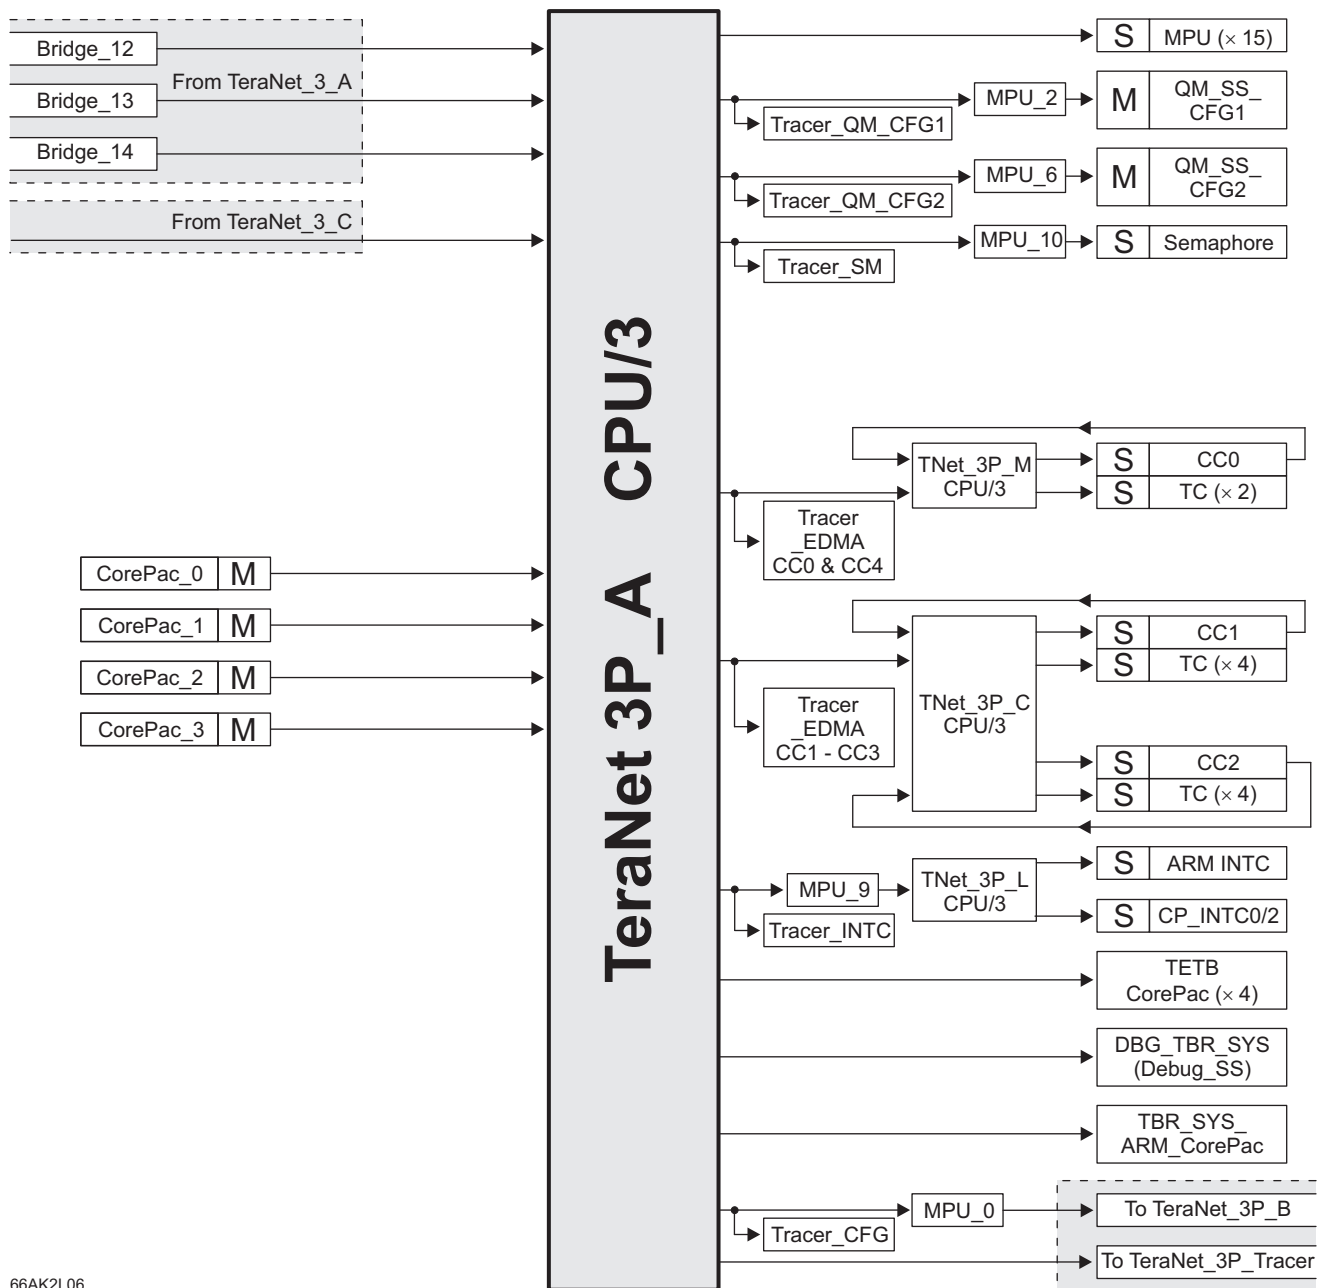 Bridge_12
From TeraNet_3_A
Bridge_13
Bridge_14
From TeraNet_3_C
CorePac_0 M
CorePac_1 M
CorePac_2 M
CorePac_3 M
TeraNet 3P_A CPU/3
S MPU (× 15)
MPU_2
M
QM_SS_
CFG1
Tracer_QM_CFG1
MPU_6
M
QM_SS_
CFG2
Tracer_QM_CFG2
MPU_10
S Semaphore
Tracer_SM
TNet_3P_M
CPU/3
S CC0
S TC (× 2)
Tracer
_EDMA
CC0 & CC4
S CC1
S TC (× 4)
TNet_3P_C
CPU/3
Tracer
_EDMA
CC1 - CC3
S CC2
S TC (× 4)
MPU_9
TNet_3P_L
CPU/3
S ARM INTC
S CP_INTC0/2
Tracer_INTC
TETB
CorePac (× 4)
DBG_TBR_SYS
(Debug_SS)
TBR_SYS_
ARM_CorePac
MPU_0
To TeraNet_3P_B
Tracer_CFG
To TeraNet_3P_Tracer
66AK2L06